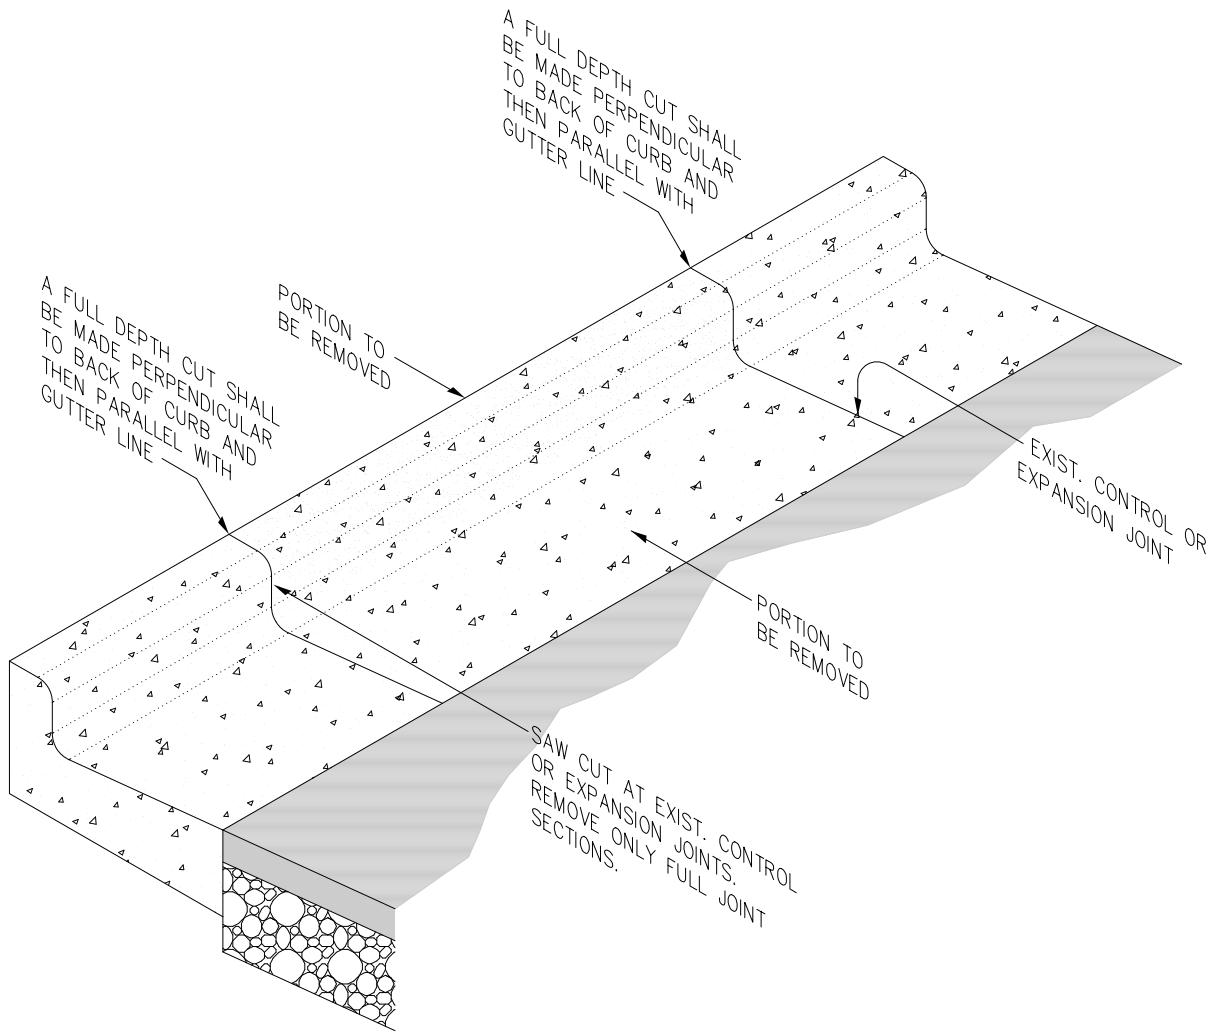 A FULL DEPTH CUT SHALL
BE MADE PERPENDICULAR
TO BACK OF CURB AND
THEN PARALLEL WITH
GUTTER LINE
A FULL DEPTH CUT SHALL
BE MADE PERPENDICULAR
TO BACK OF CURB AND
THEN PARALLEL WITH
GUTTER LINE
PORTION TO
BE REMOVED
EXIST. CONTROL OR
EXPANSION JOINT
PORTION TO
BE REMOVED
SAW CUT AT EXIST. CONTROL
OR EXPANSION JOINTS.
REMOVE ONLY FULL JOINT
SECTIONS.